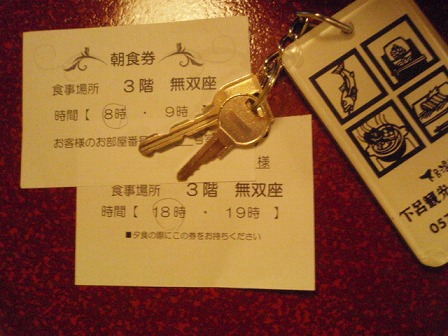 朝食券
食事場所 3階 無双座
時間【 8時 ・ 9時
お客様のお部屋番号
様
食事場所 3階 無双座
時間【 18時 ・ 19時 】
■夕食の際にこの券をお持ちください
下呂観光
05